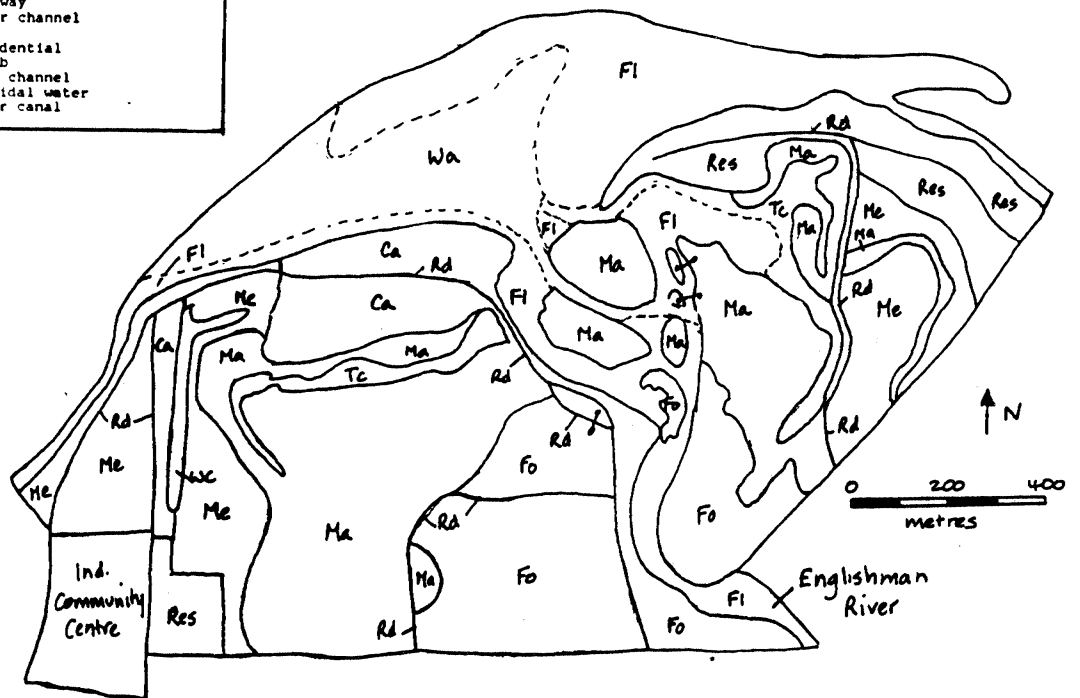 way
r channel
dential
b
channel
idal water
r canal
Fl
Rd
Ma
Res
Wa
Res
Res
Tc
Me
Ma
Fl
Ma
Fl
Ca
Fl
Ma
Rd
Rd
Me
Ca
Fl
Ma
Me
Ma
Ca
Ma
Ma
Ma
Tc
Rd
N
Rd
Fo
Rd
Rd
Me
Fo
0 200 400
metres
Me
Wc
Me
Rd
Fo
Ma
Ind.
Community
Centre
Res
Ma
Fo
Englishman
River
Fl
Rd
Fo